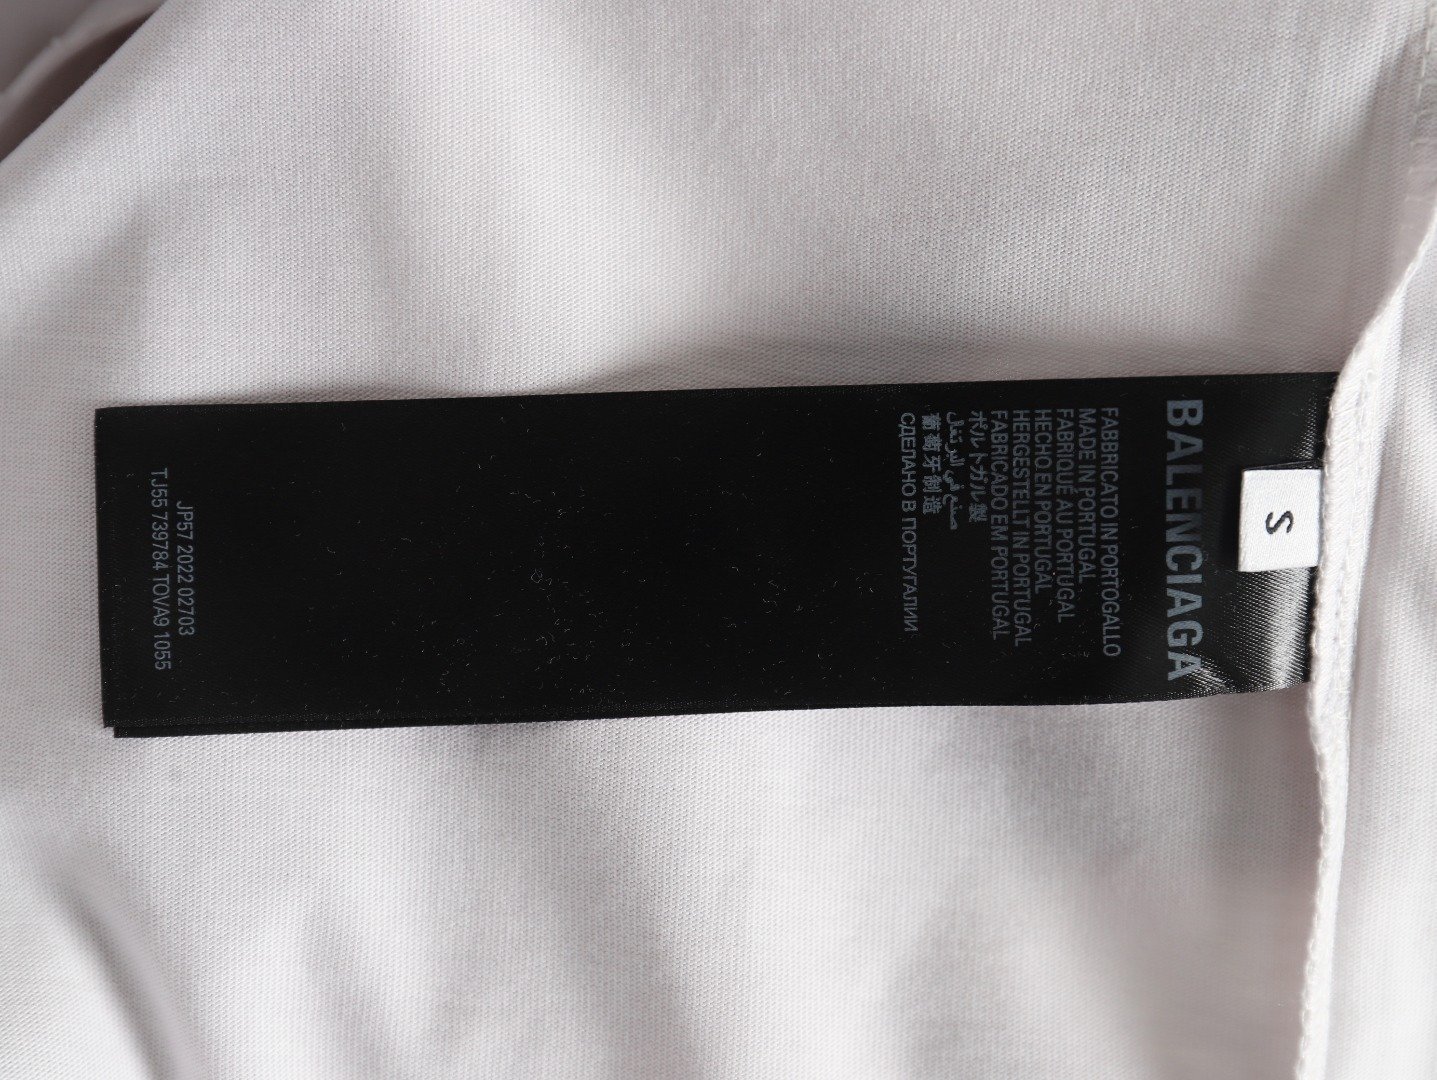 S
BALENCIAGA
FABBRICATO IN PORTOGALLO
MADE IN PORTUGAL
FABRIQUÉ AU PORTUGAL
HECHO EN PORTUGAL
HERGESTELLT IN PORTUGAL
FABRICADO EM PORTUGAL
ポルトガル製
صنع في البرتغال
葡萄牙制造
СДЕЛАНО В ПОРТУГАЛИИ
JP57 2022 02703
TJ55 739784 TOVA9 1055